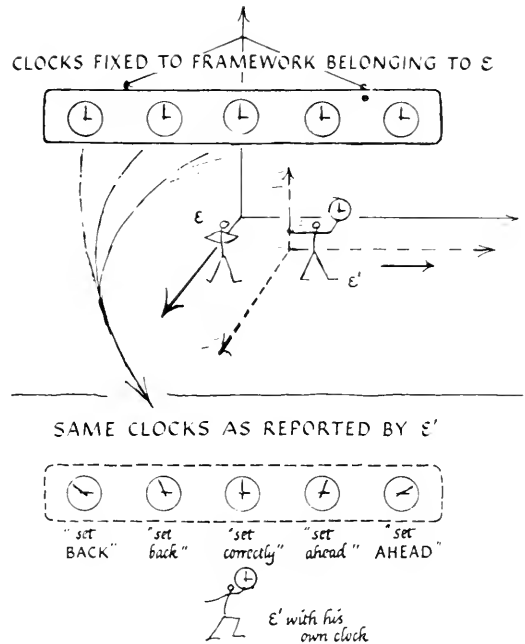 CLOCKS FIXED TO FRAMEWORK BELONGING TO ε
ε
ε'
SAME CLOCKS AS REPORTED BY ε'
"set BACK"
"set back"
"set correctly"
"set ahead"
"set AHEAD"
ε' with his
own clock